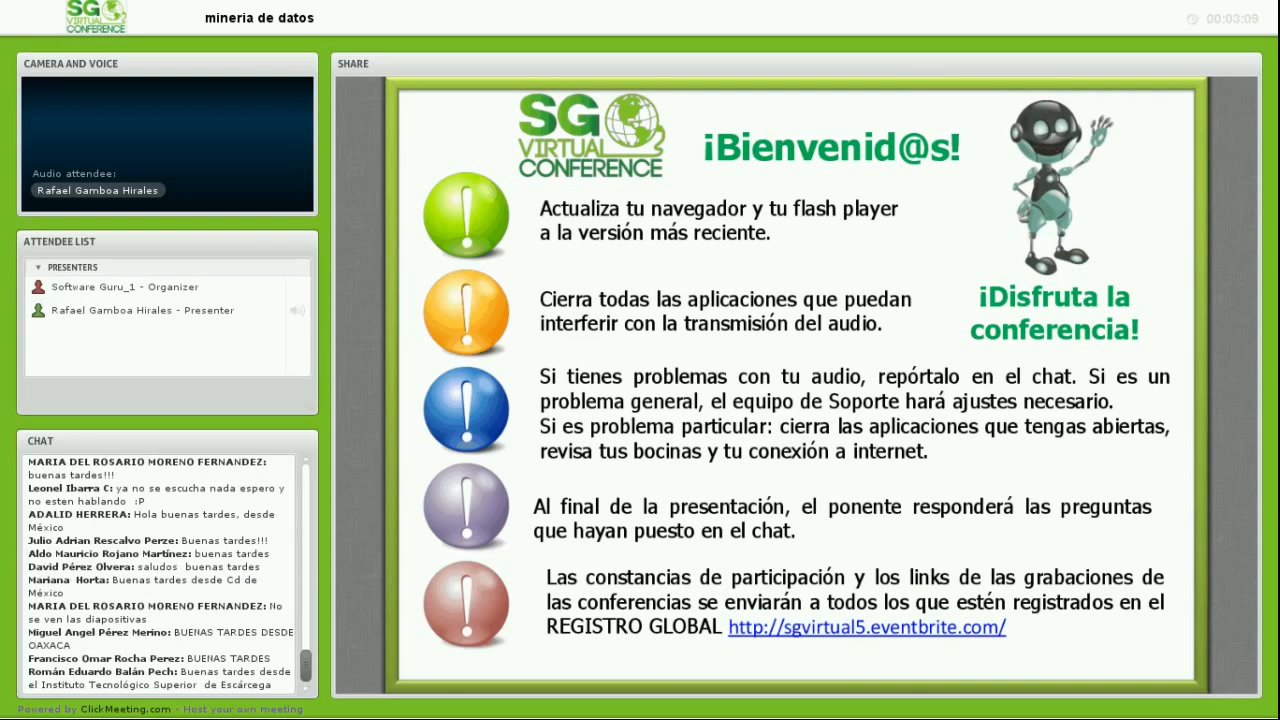 SG
VIRTUAL
CONFERENCE
mineria de datos
00:03:09
CAMERA AND VOICE
Audio attendee:
Rafael Gamboa Hirales
ATTENDEE LIST
PRESENTERS
Software Guru_1 - Organizer
Rafael Gamboa Hirales - Presenter
CHAT
MARIA DEL ROSARIO MORENO FERNANDEZ:
buenas tardes!!!
Leonel Ibarra C: ya no se escucha nada espero y
no esten hablando :P
ADALID HERRERA: Hola buenas tardes, desde
México
Julio Adrian Rescalvo Perze: Buenas tardes!!!
Aldo Mauricio Rojano Martínez: buenas tardes
David Pérez Olvera: saludos buenas tardes
Mariana Horta: Buenas tardes desde Cd de
México
MARIA DEL ROSARIO MORENO FERNANDEZ: No
se ven las diapositivas
Miguel Angel Pérez Merino: BUENAS TARDES DESDE
OAXACA
Francisco Omar Rocha Perez: BUENAS TARDES
Román Eduardo Balán Pech: Buenas tardes desde
el Instituto Tecnológico Superior de Escárcega
Powered by ClickMeeting.com - Host your own meeting
SHARE
SG
VIRTUAL
CONFERENCE
¡Bienvenid@s!
Actualiza tu navegador y tu flash player
a la versión más reciente.
Cierra todas las aplicaciones que puedan
interferir con la transmisión del audio.
¡Disfruta la
conferencia!
Si tienes problemas con tu audio, repórtalo en el chat. Si es un
problema general, el equipo de Soporte hará ajustes necesario.
Si es problema particular: cierra las aplicaciones que tengas abiertas,
revisa tus bocinas y tu conexión a internet.
Al final de la presentación, el ponente responderá las preguntas
que hayan puesto en el chat.
Las constancias de participación y los links de las grabaciones de
las conferencias se enviarán a todos los que estén registrados en el
REGISTRO GLOBAL http://sgvirtual5.eventbrite.com/